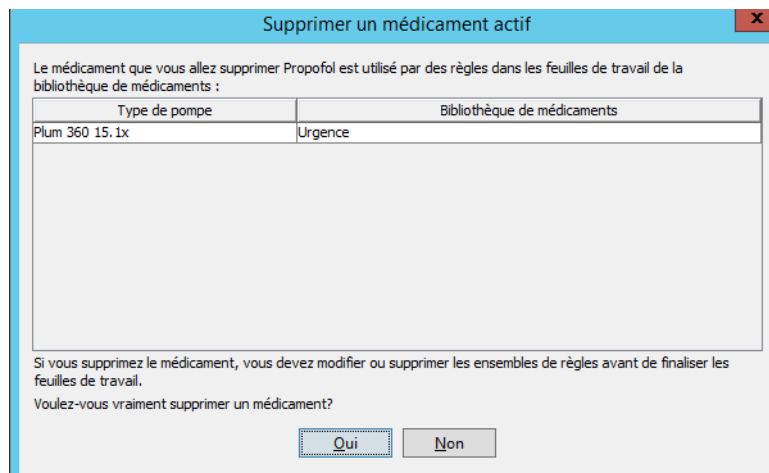 Supprimer un médicament actif
x
Le médicament que vous allez supprimer Propofol est utilisé par des règles dans les feuilles de travail de la
bibliothèque de médicaments :
Type de pompe Bibliothèque de médicaments
Plum 360 15.1x Urgence
Si vous supprimez le médicament, vous devez modifier ou supprimer les ensembles de règles avant de finaliser les
feuilles de travail.
Voulez-vous vraiment supprimer un médicament?
Oui Non